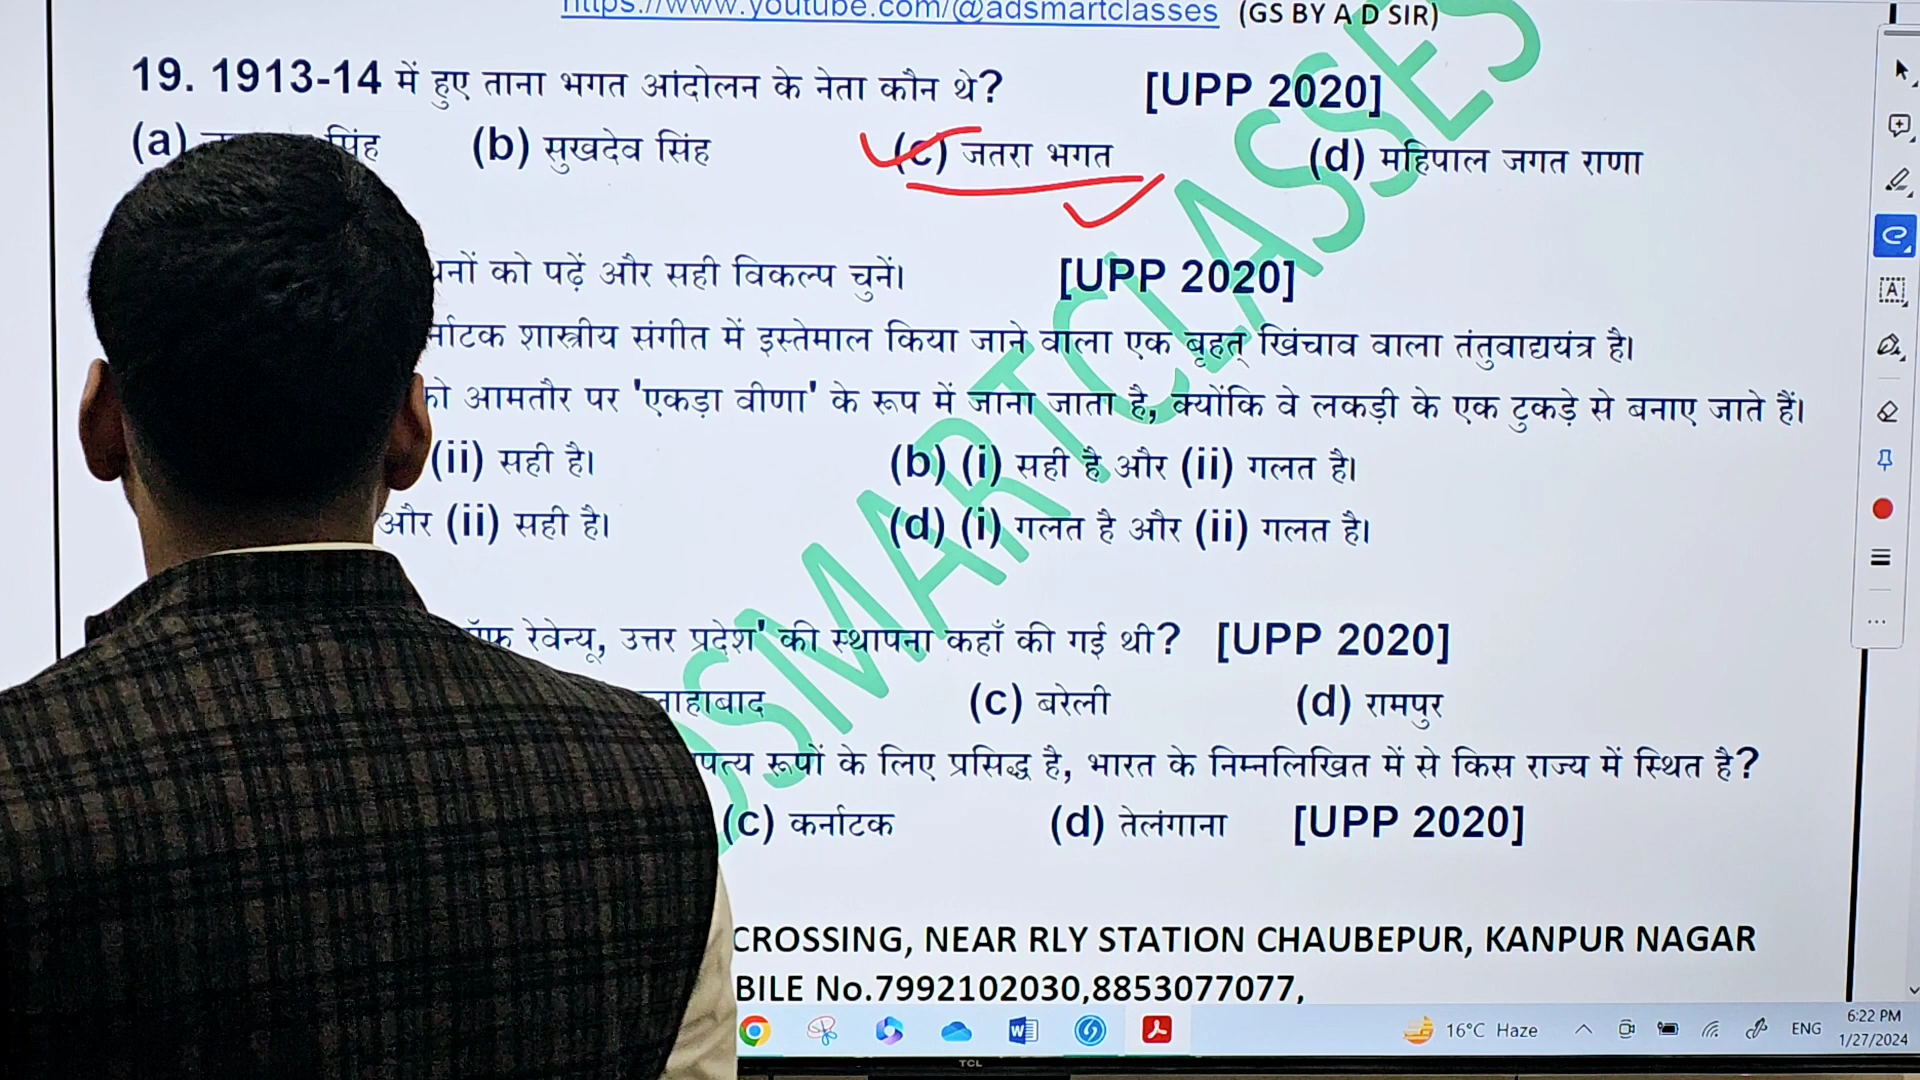 https://www.youtube.com/@adsmartclasses (GS BY A D SIR)
19. 1913-14 में हुए ताना भगत आंदोलन के नेता कौन थे? [UPP 2020]
(a) सिंह (b) सुखदेव सिंह (c) जतरा भगत (d) महिपाल जगत राणा
को पढ़ें और सही विकल्प चुनें। [UPP 2020]
शास्त्रीय संगीत में इस्तेमाल किया जाने वाला एक बृहत् खिंचाव वाला तंतुवाद्ययंत्र है।
को आमतौर पर 'एकड़ा वीणा' के रूप में जाना जाता है, क्योंकि वे लकड़ी के एक टुकड़े से बनाए जाते हैं।
(ii) सही है। (b) (i) सही है और (ii) गलत है।
और (ii) सही है। (d) (i) गलत है और (ii) गलत है।
रेवेन्यू, उत्तर प्रदेश' की स्थापना कहाँ की गई थी? [UPP 2020]
(c) बरेली (d) रामपुर
रूपों के लिए प्रसिद्ध है, भारत के निम्नलिखित में से किस राज्य में स्थित है?
(c) कर्नाटक (d) तेलंगाना [UPP 2020]
CROSSING, NEAR RLY STATION CHAUBEPUR, KANPUR NAGAR
BILE No.7992102030,8853077077,
ADSMARTCLASSES
16°C Haze ENG 6:22 PM
1/27/2024
TCL